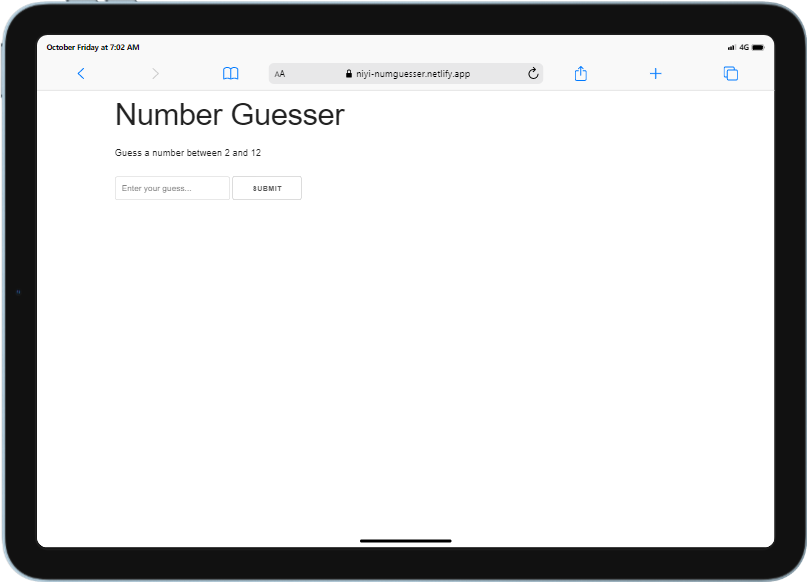 October Friday at 7:02 AM
4G
AA niyi-numguesser.netlify.app
Number Guesser
Guess a number between 2 and 12
Enter your guess...
SUBMIT